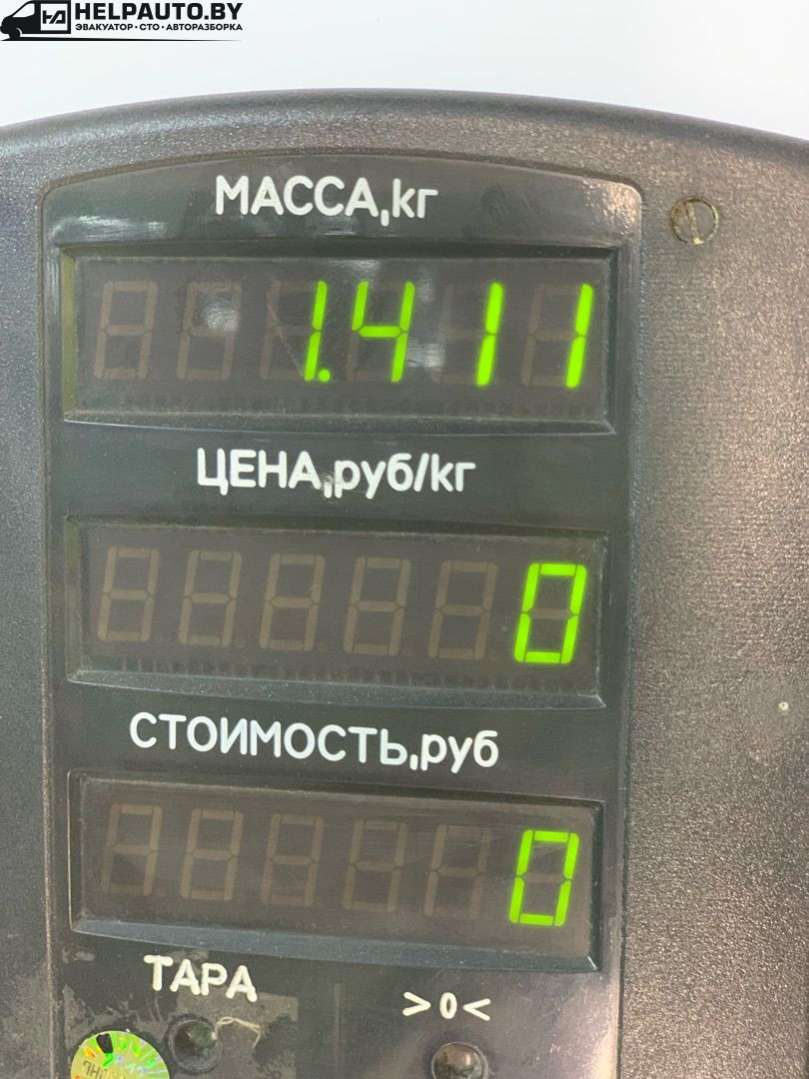 HELPAUTO.BY
ЭВАКУАТОР • СТО • АВТОРАЗБОРКА
МАССА,кг
1.411
ЦЕНА,руб/кг
0
СТОИМОСТЬ,руб
0
ТАРА
>0<